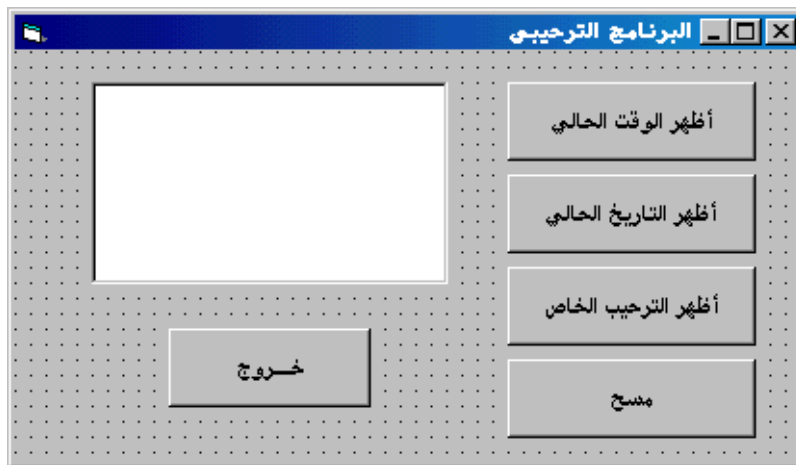 البرنامج الترحيبي
أظهر الوقت الحالي
أظهر التاريخ الحالي
أظهر الترحيب الخاص
خـــروج
مسح